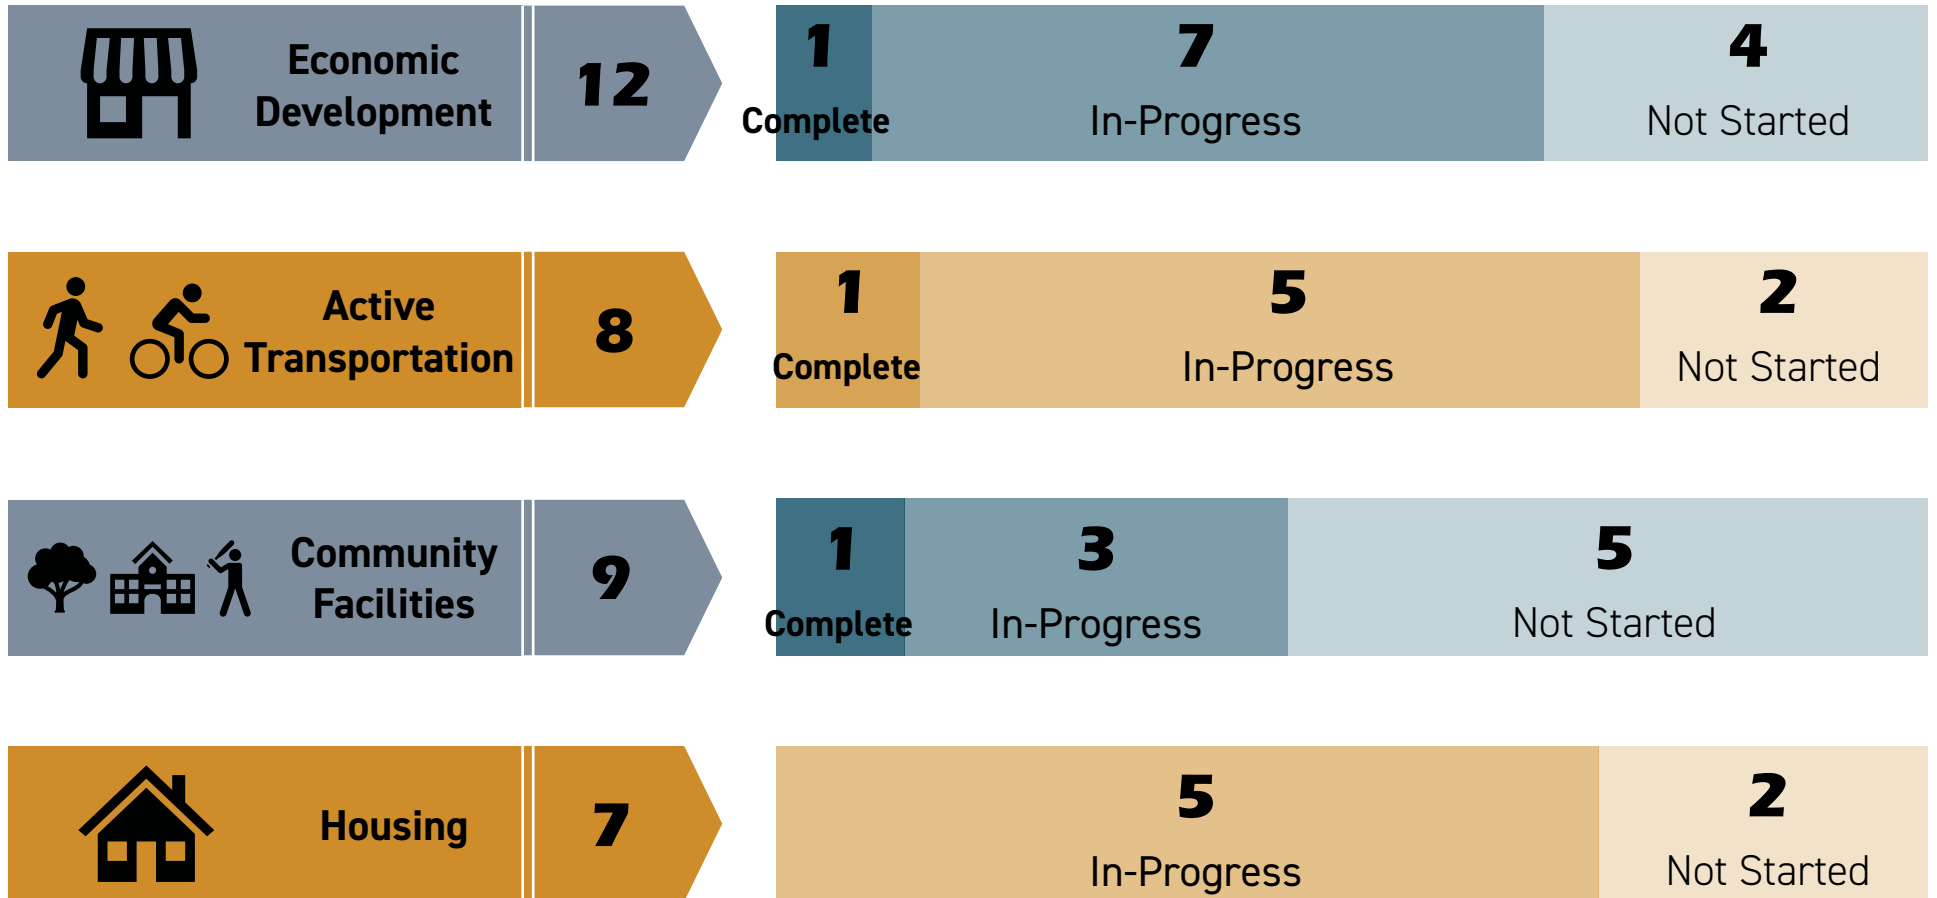 Economic
Development
12
1
Complete
7
In-Progress
4
Not Started
Active
Transportation
8
1
Complete
5
In-Progress
2
Not Started
Community
Facilities
9
1
Complete
3
In-Progress
5
Not Started
Housing
7
5
In-Progress
2
Not Started